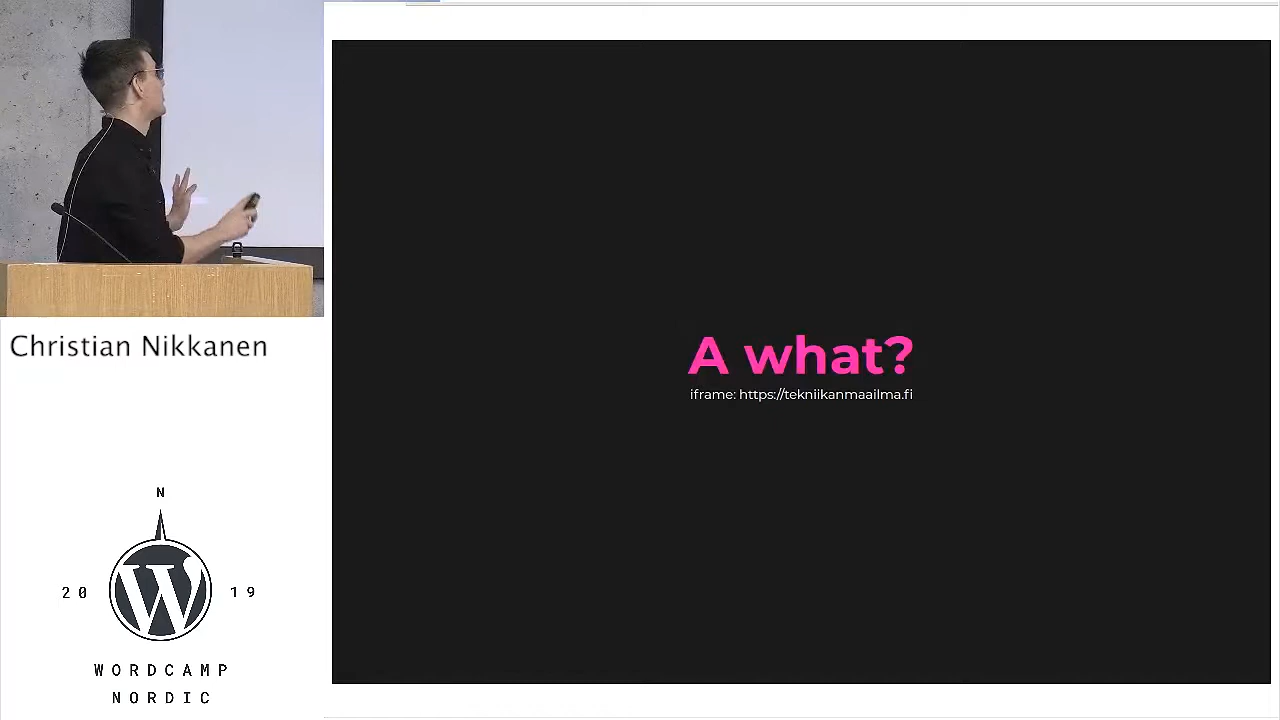 A what?
iframe: https://tekniikanmaailma.fi
Christian Nikkanen
N
20 19
WORDCAMP
NORDIC